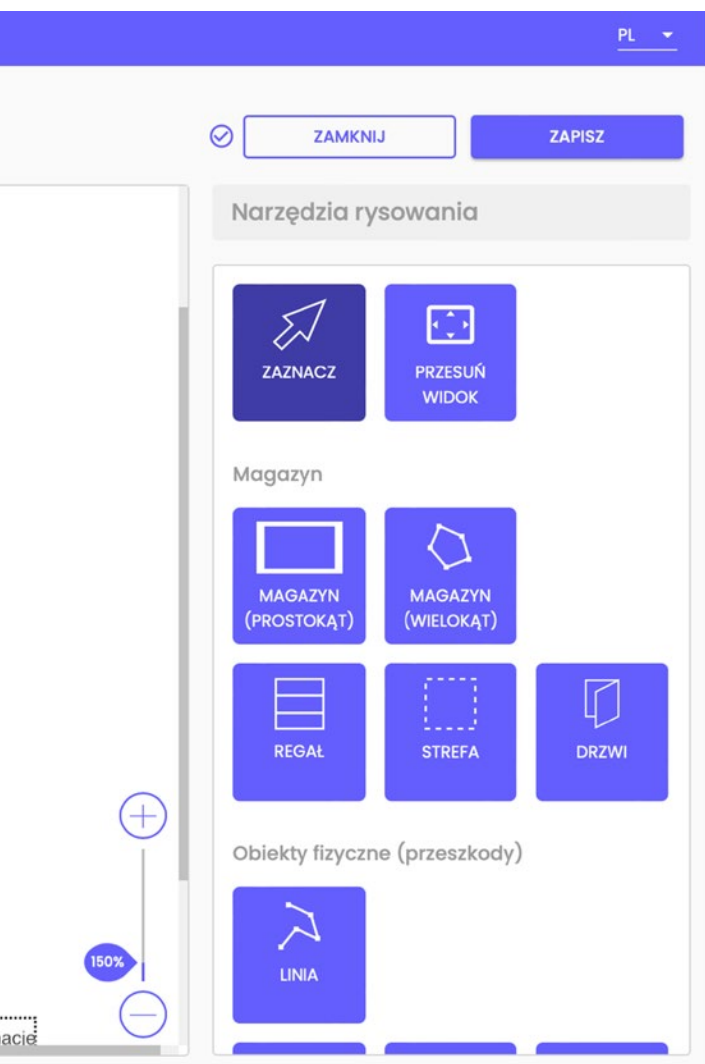 PL
ZAMKNIJ
ZAPISZ
Narzędzia rysowania
ZAZNACZ
PRZESUŃ
WIDOK
Magazyn
MAGAZYN
(PROSTOKĄT)
MAGAZYN
(WIELOKĄT)
REGAŁ
STREFA
DRZWI
Obiekty fizyczne (przeszkody)
LINIA
150%